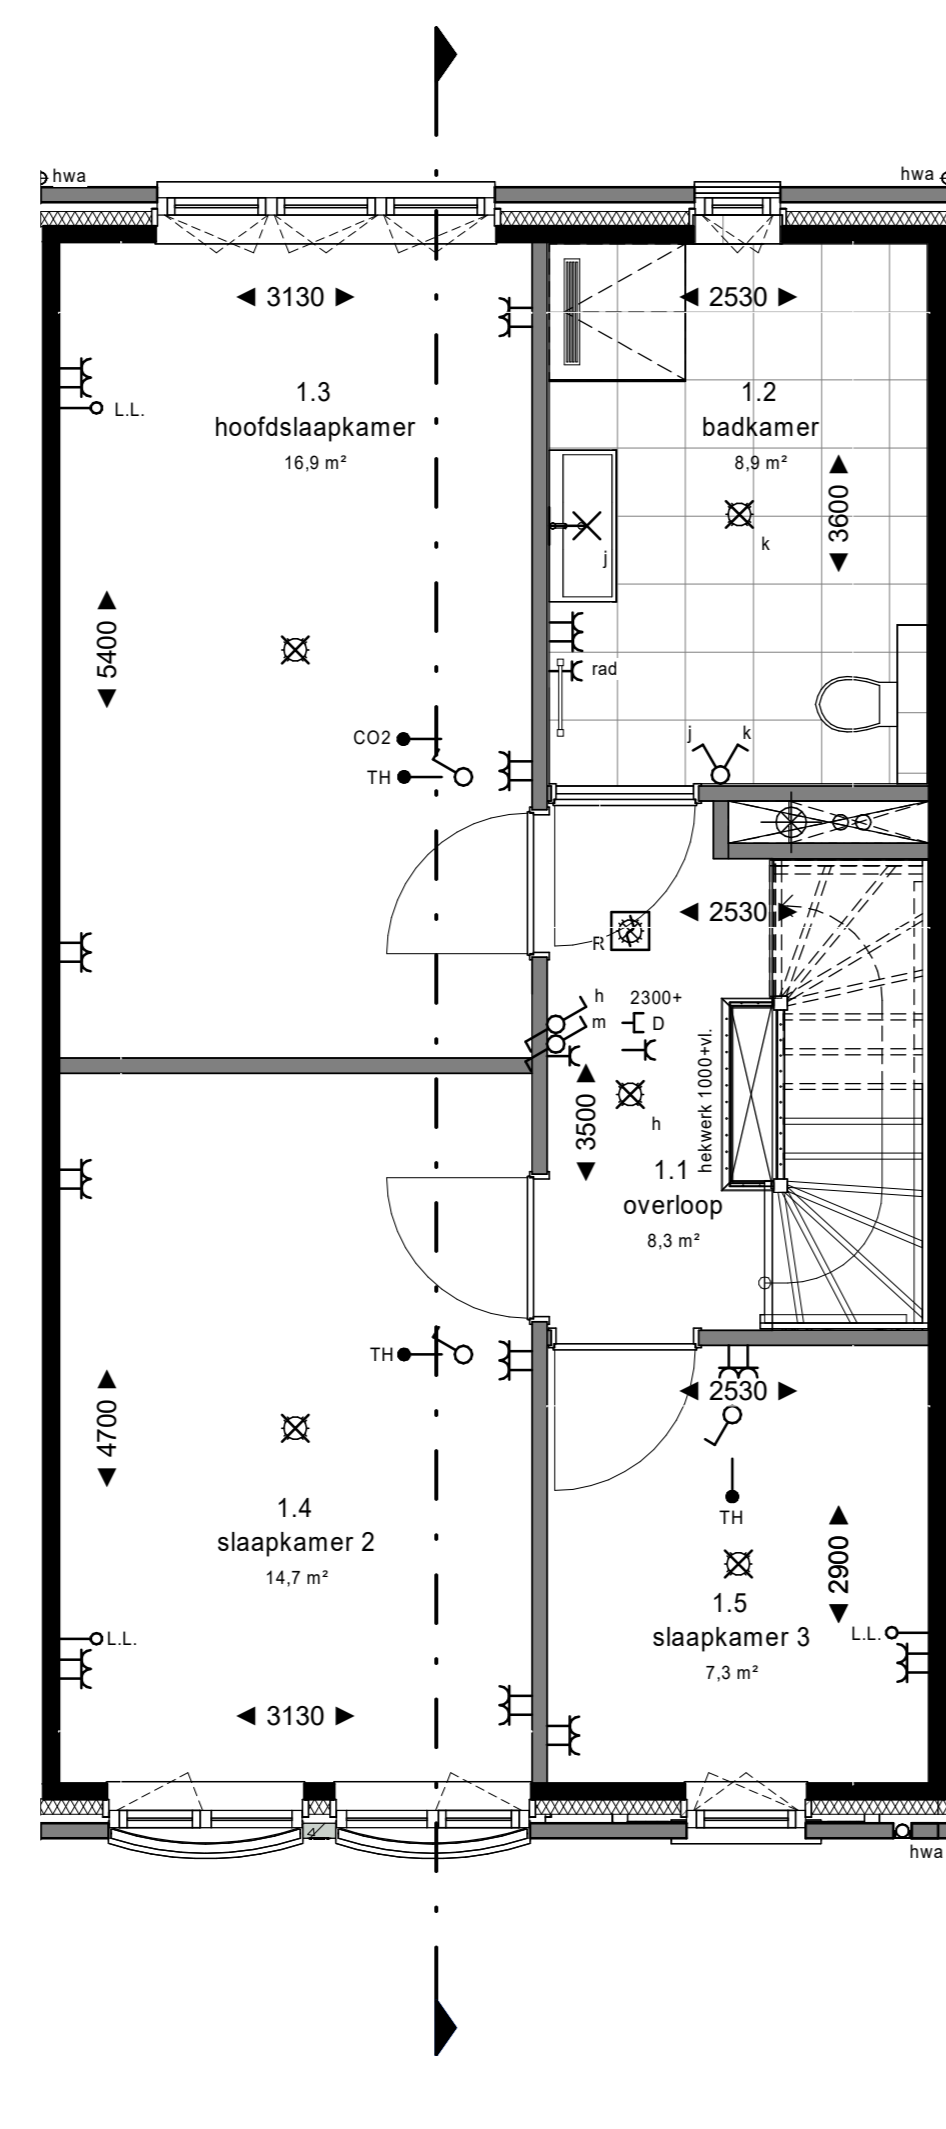 hwa
hwa
3130
2530
1.3
hoofdslaapkamer
16,9 m²
1.2
badkamer
8,9 m²
L.L.
3600
k
j
5400
rad
j
k
CO2
TH
2530
R
h
2300+
m
D
hekwerk 1000+vl.
3500
h
1.1
overloop
8,3 m²
TH
2530
4700
TH
1.4
slaapkamer 2
14,7 m²
2900
1.5
slaapkamer 3
7,3 m²
L.L.
L.L.
3130
hwa